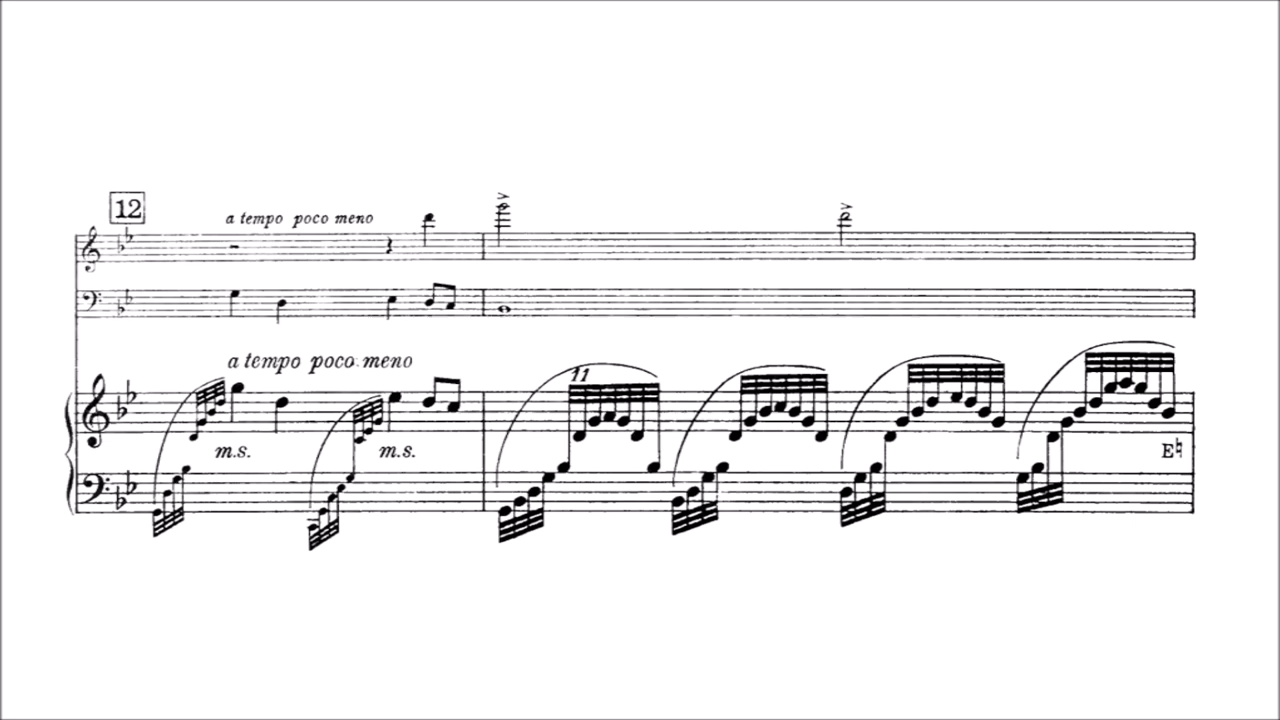 12
a tempo poco meno
a tempo poco meno
11
m.s. m.s.
E♮